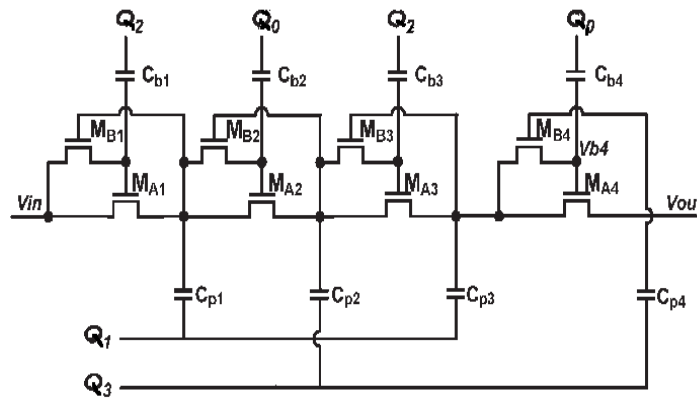 Q2 Q0 Q2 Qp
Cb1 Cb2 Cb3 Cb4
MB1 MB2 MB3 MB4
Vb4
MA1 MA2 MA3 MA4
Vin Vou
Cp1 Cp2 Cp3 Cp4
Q1
Q3